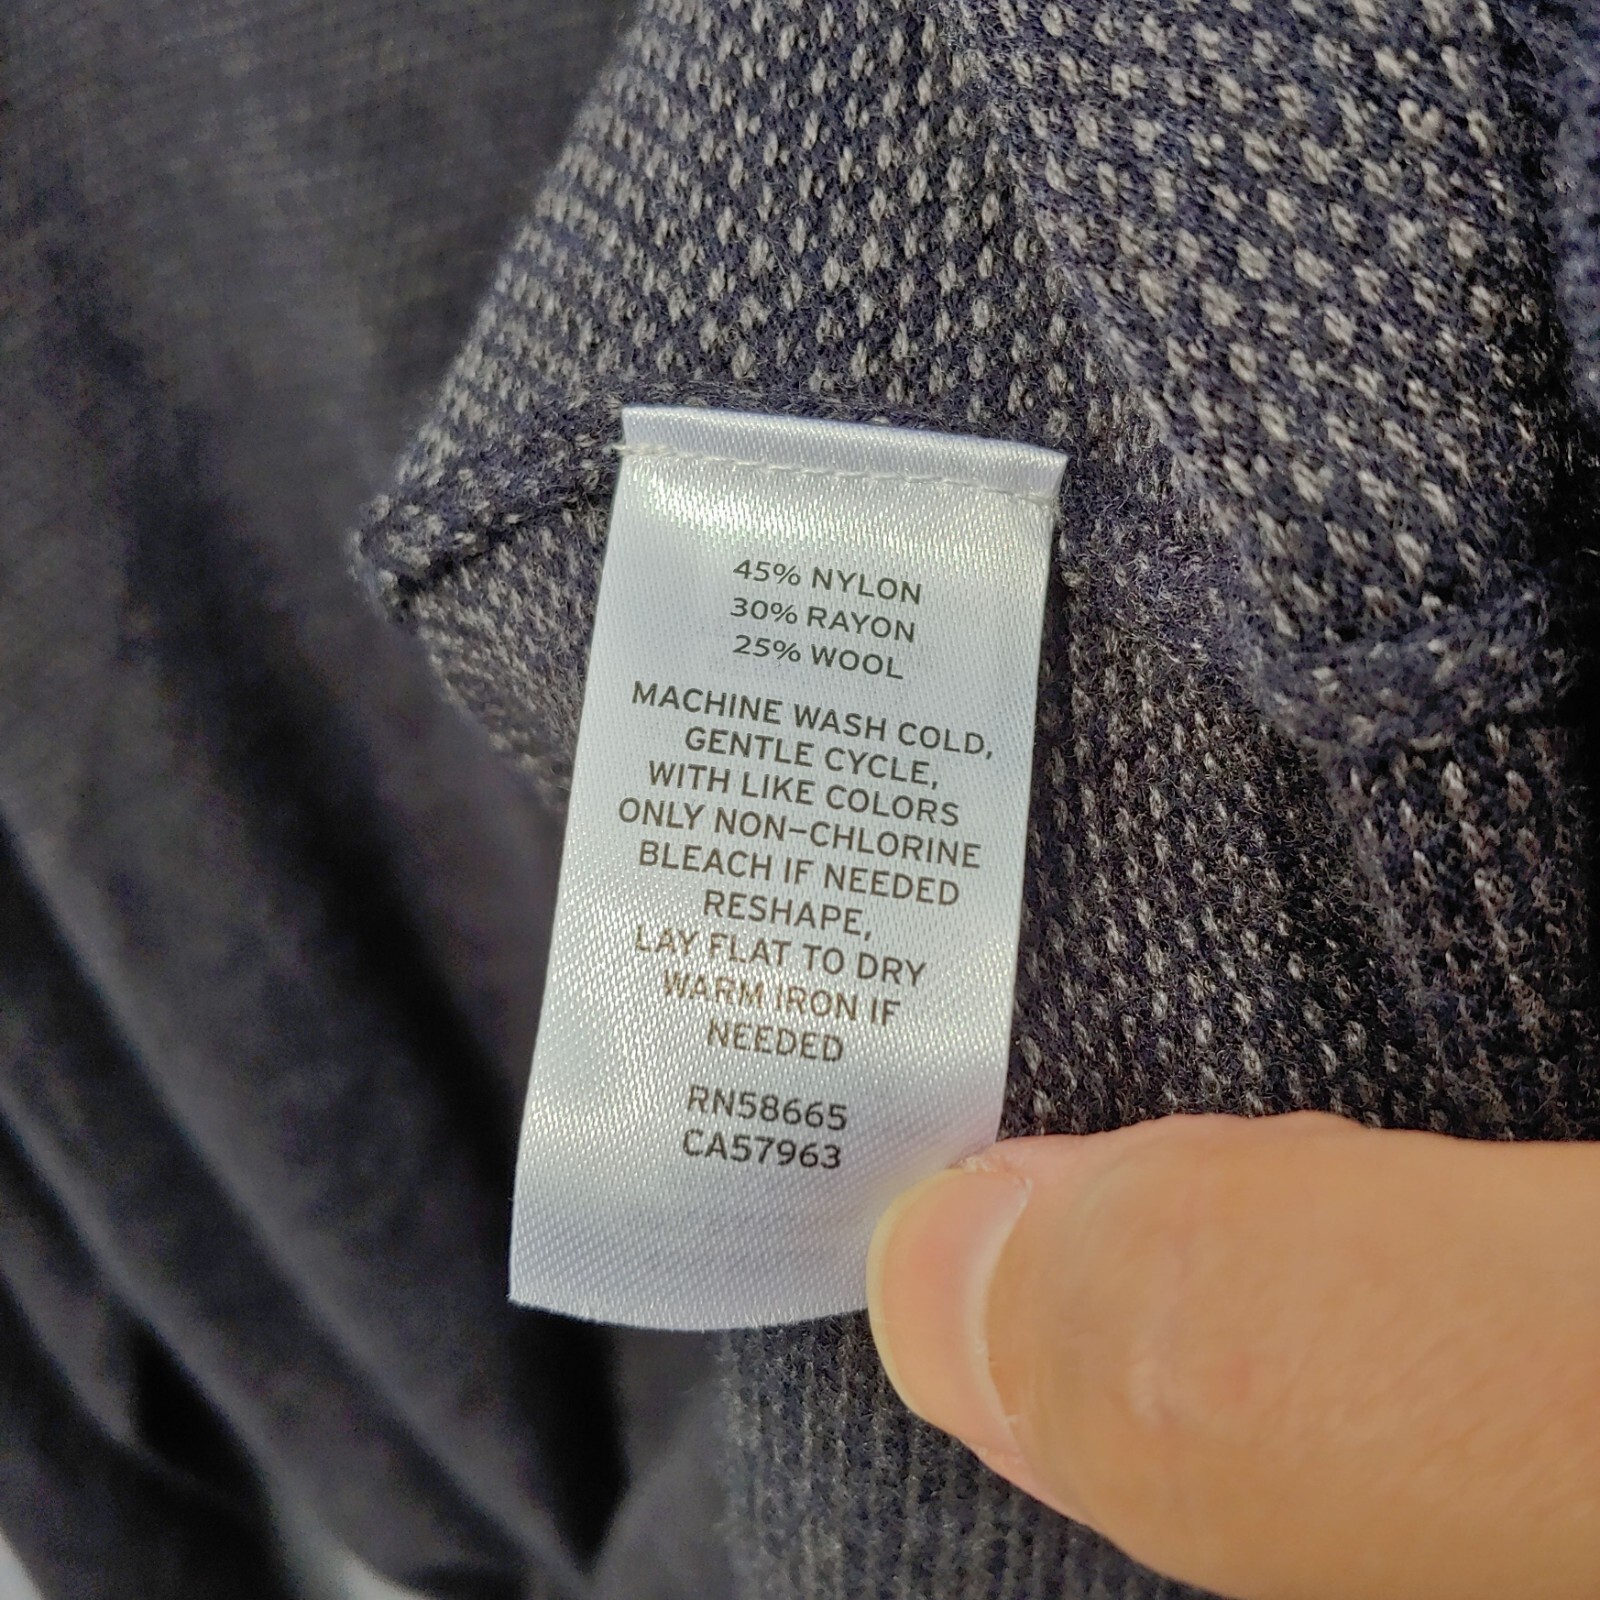 45% NYLON
30% RAYON
25% WOOL
MACHINE WASH COLD,
GENTLE CYCLE,
WITH LIKE COLORS
ONLY NON-CHLORINE
BLEACH IF NEEDED
RESHAPE,
LAY FLAT TO DRY
WARM IRON IF
NEEDED
RN58665
CA57963